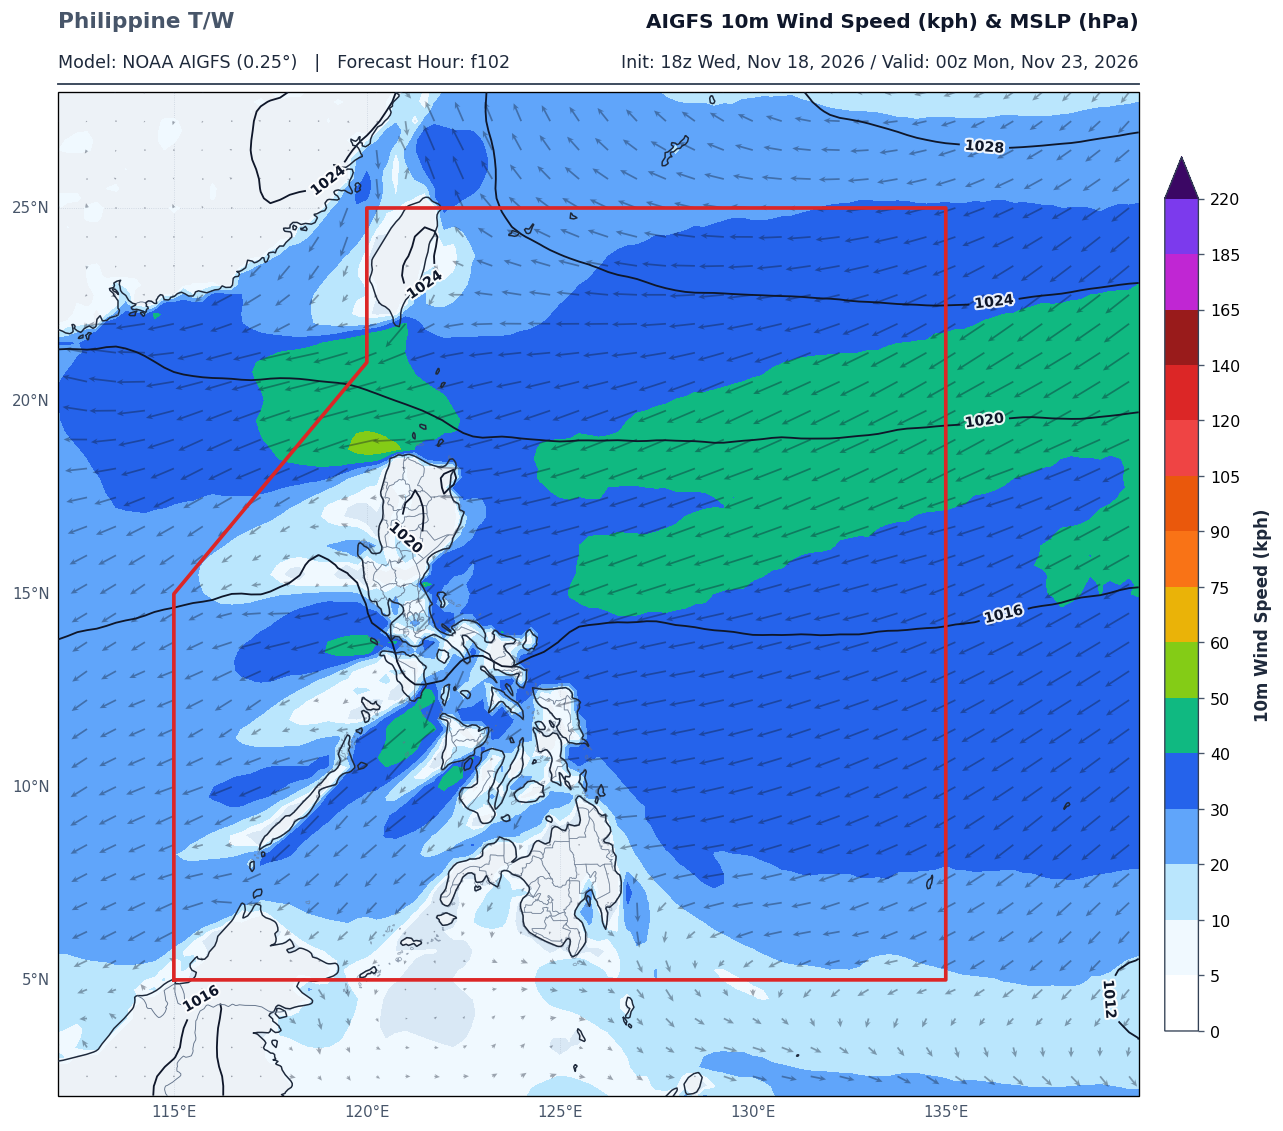 Philippine T/W
AIGFS 10m Wind Speed (kph) & MSLP (hPa)
Model: NOAA AIGFS (0.25°) | Forecast Hour: f102
Init: 18z Wed, Nov 18, 2026 / Valid: 00z Mon, Nov 23, 2026
1028
1024
25°N
1024
1024
20°N
1020
1020
15°N
1016
10°N
5°N
1016
1012
115°E
120°E
125°E
130°E
135°E
220
185
165
140
120
105
90
75
60
50
40
30
20
10
5
0
10m Wind Speed (kph)